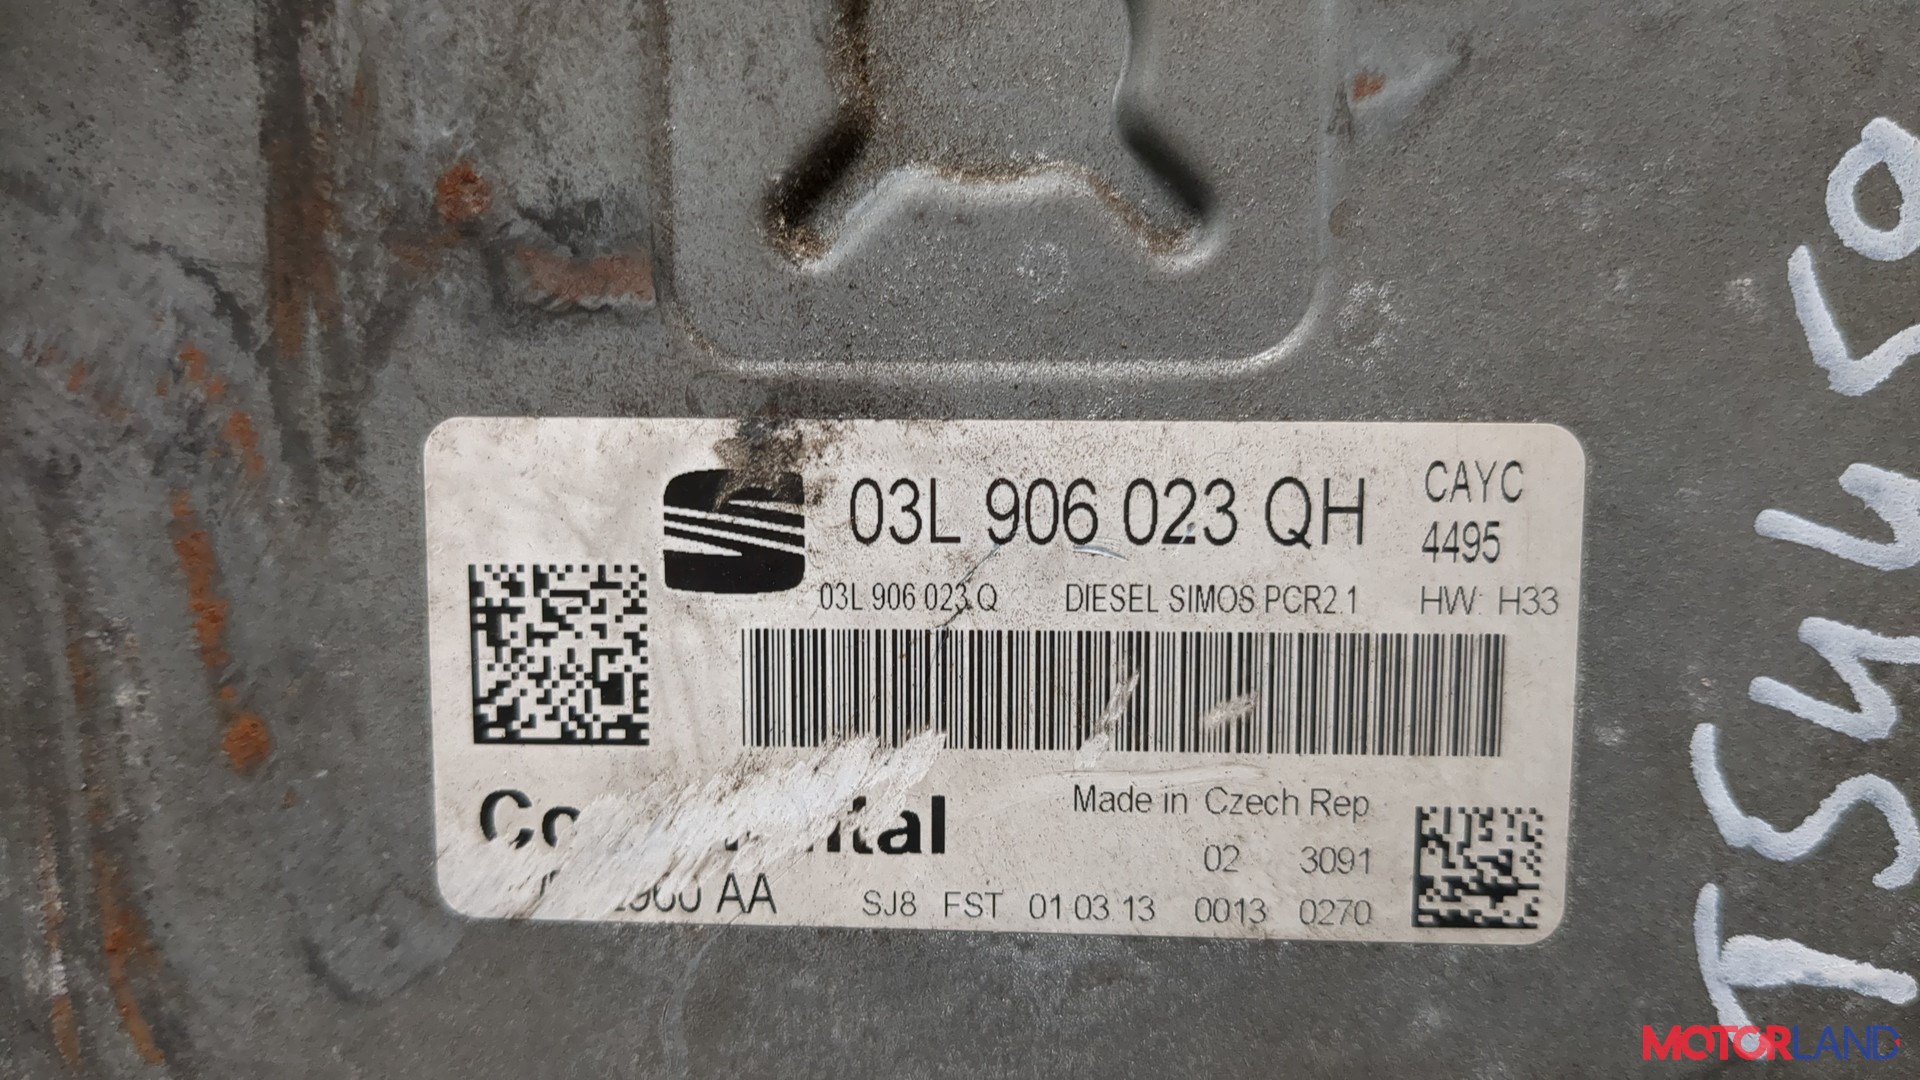 03L 906 023 QH
CAYC
4495
03L 906 023 Q DIESEL SIMOS PCR2.1 HW: H33
Made in Czech Rep
02 3091
AA SJ8 FST 01 03 13 0013 0270
MOTORLAND